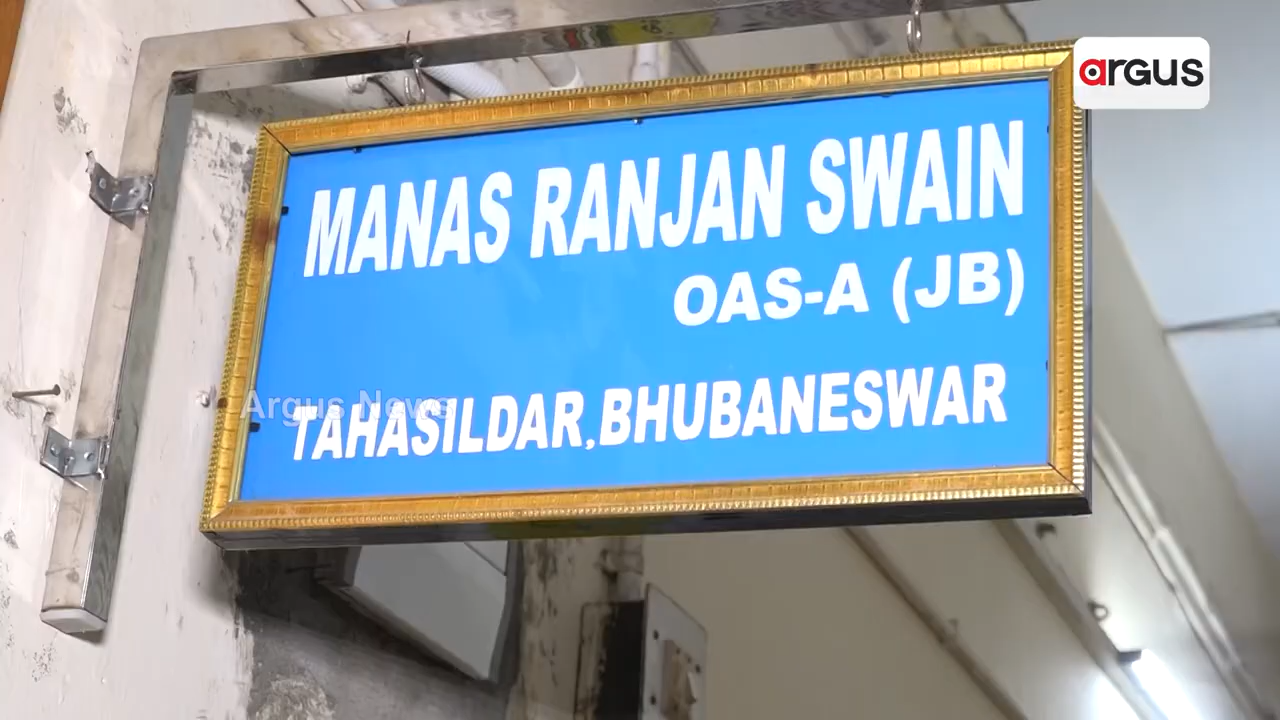 argus
MANAS RANJAN SWAIN
OAS-A (JB)
Argus News
TAHASILDAR,BHUBANESWAR